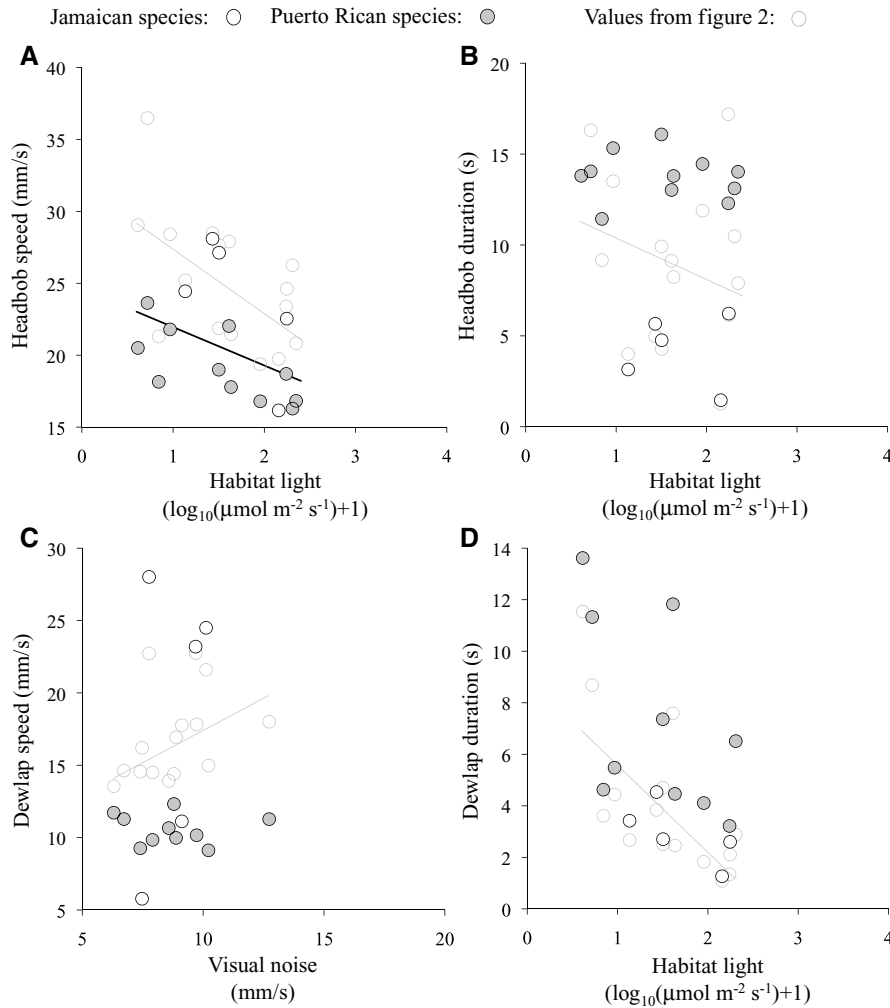 Jamaican species:
Puerto Rican species:
Values from figure 2:
A
Headbob speed (mm/s)
40
35
30
25
20
15
0
1
2
3
4
Habitat light
(log₁₀(μmol m⁻² s⁻¹)+1)
B
Headbob duration (s)
20
15
10
5
0
0
1
2
3
4
Habitat light
(log₁₀(μmol m⁻² s⁻¹)+1)
C
Dewlap speed (mm/s)
30
25
20
15
10
5
5
10
15
20
Visual noise
(mm/s)
D
Dewlap duration (s)
14
12
10
8
6
4
2
0
0
1
2
3
4
Habitat light
(log₁₀(μmol m⁻² s⁻¹)+1)